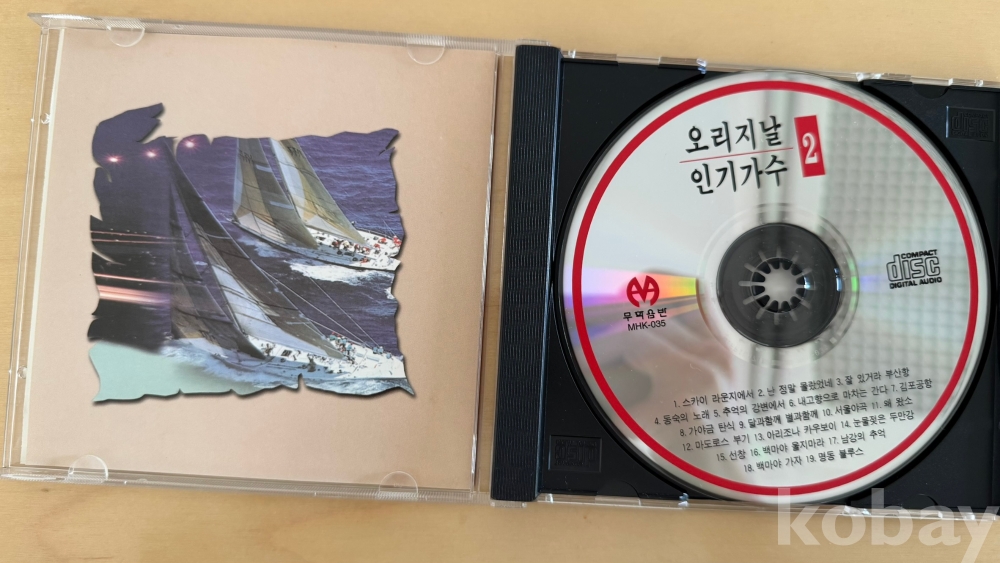 오리지날
인기가수
2
COMPACT
disc
DIGITAL AUDIO
무덕음반
MHK-035
1. 스카이 라운지에서 2. 난 정말 몰랐었네 3. 잘 있거라 부산항
4. 동숙의 노래 5. 추억의 강변에서 6. 내고향으로 마차는 간다 7. 김포공항
8. 가야금 탄식 9. 달과함께 별과함께 10. 서울야곡 11. 왜 왔소
12. 마도로스 부기 13. 아리조나 카우보이 14. 눈물젖은 두만강
15. 선창 16. 백마야 울지마라 17. 남강의 추억
18. 백마야 가자 19. 명동 블루스
kobay